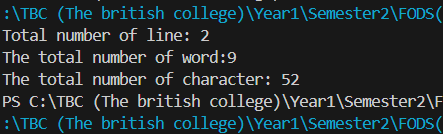 :\TBC (The british college)\Year1\Semester2\FODS(
Total number of line: 2
The total number of word:9
The total number of character: 52
PS C:\TBC (The british college)\Year1\Semester2\F
:\TBC (The british college)\Year1\Semester2\FODS(